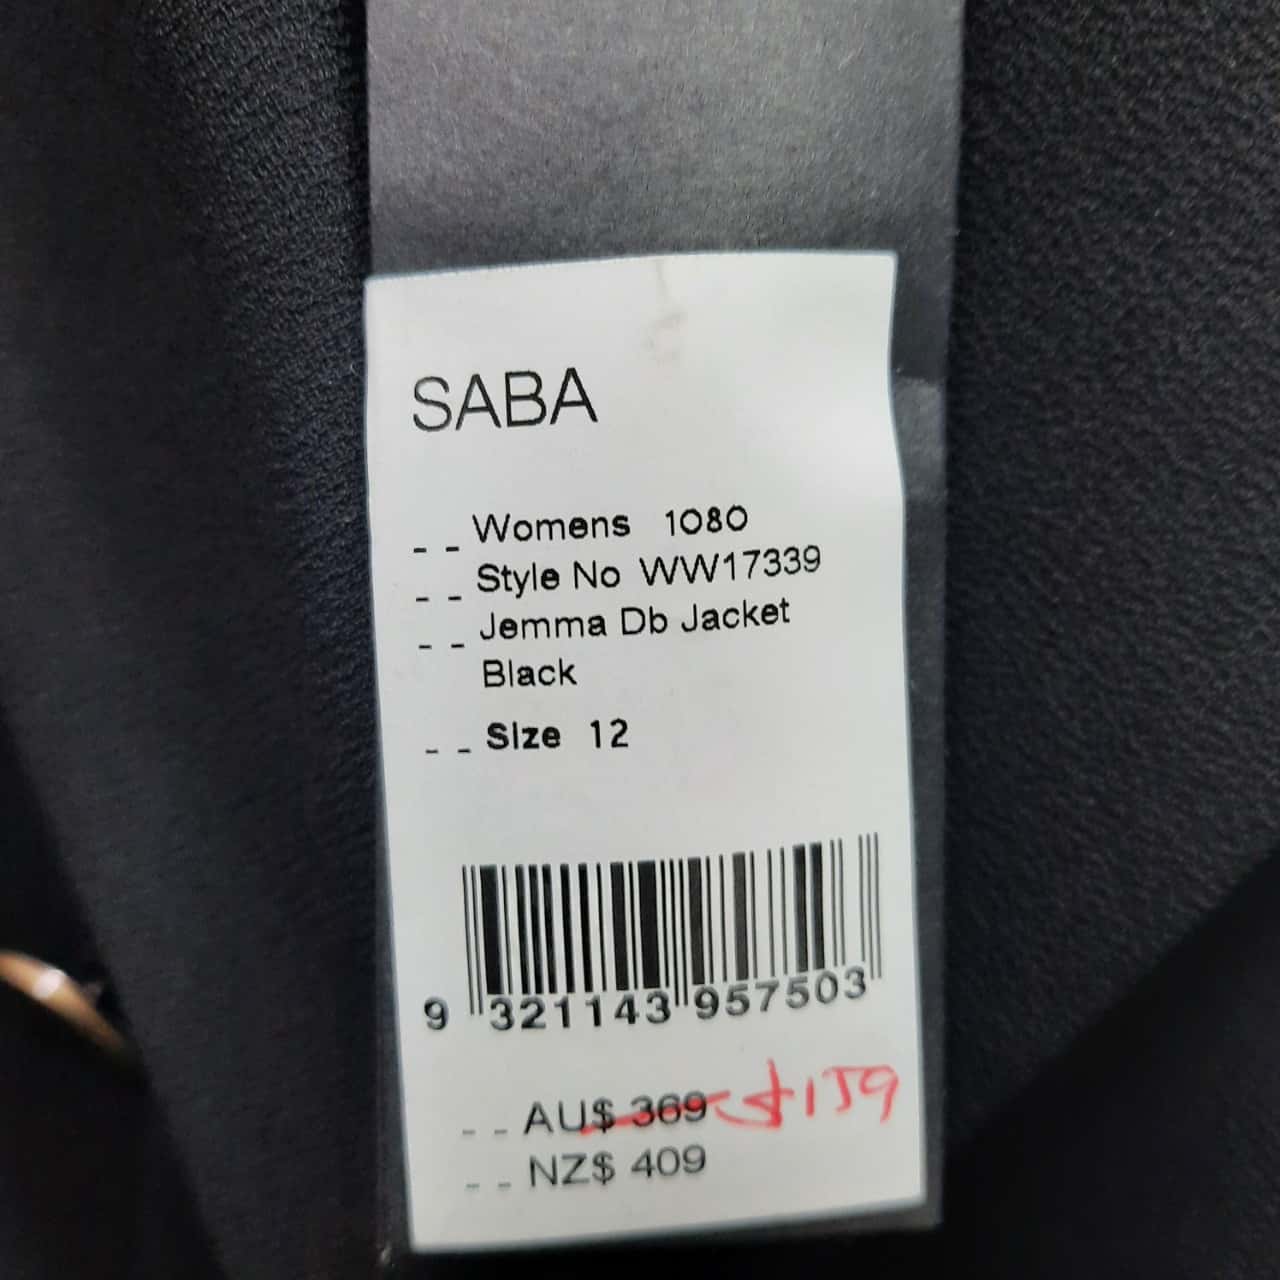 SABA
Womens 1080
Style No WW17339
Jemma Db Jacket
Black
Size 12
9 321143 957503
AU$ 369 $159
NZ$ 409